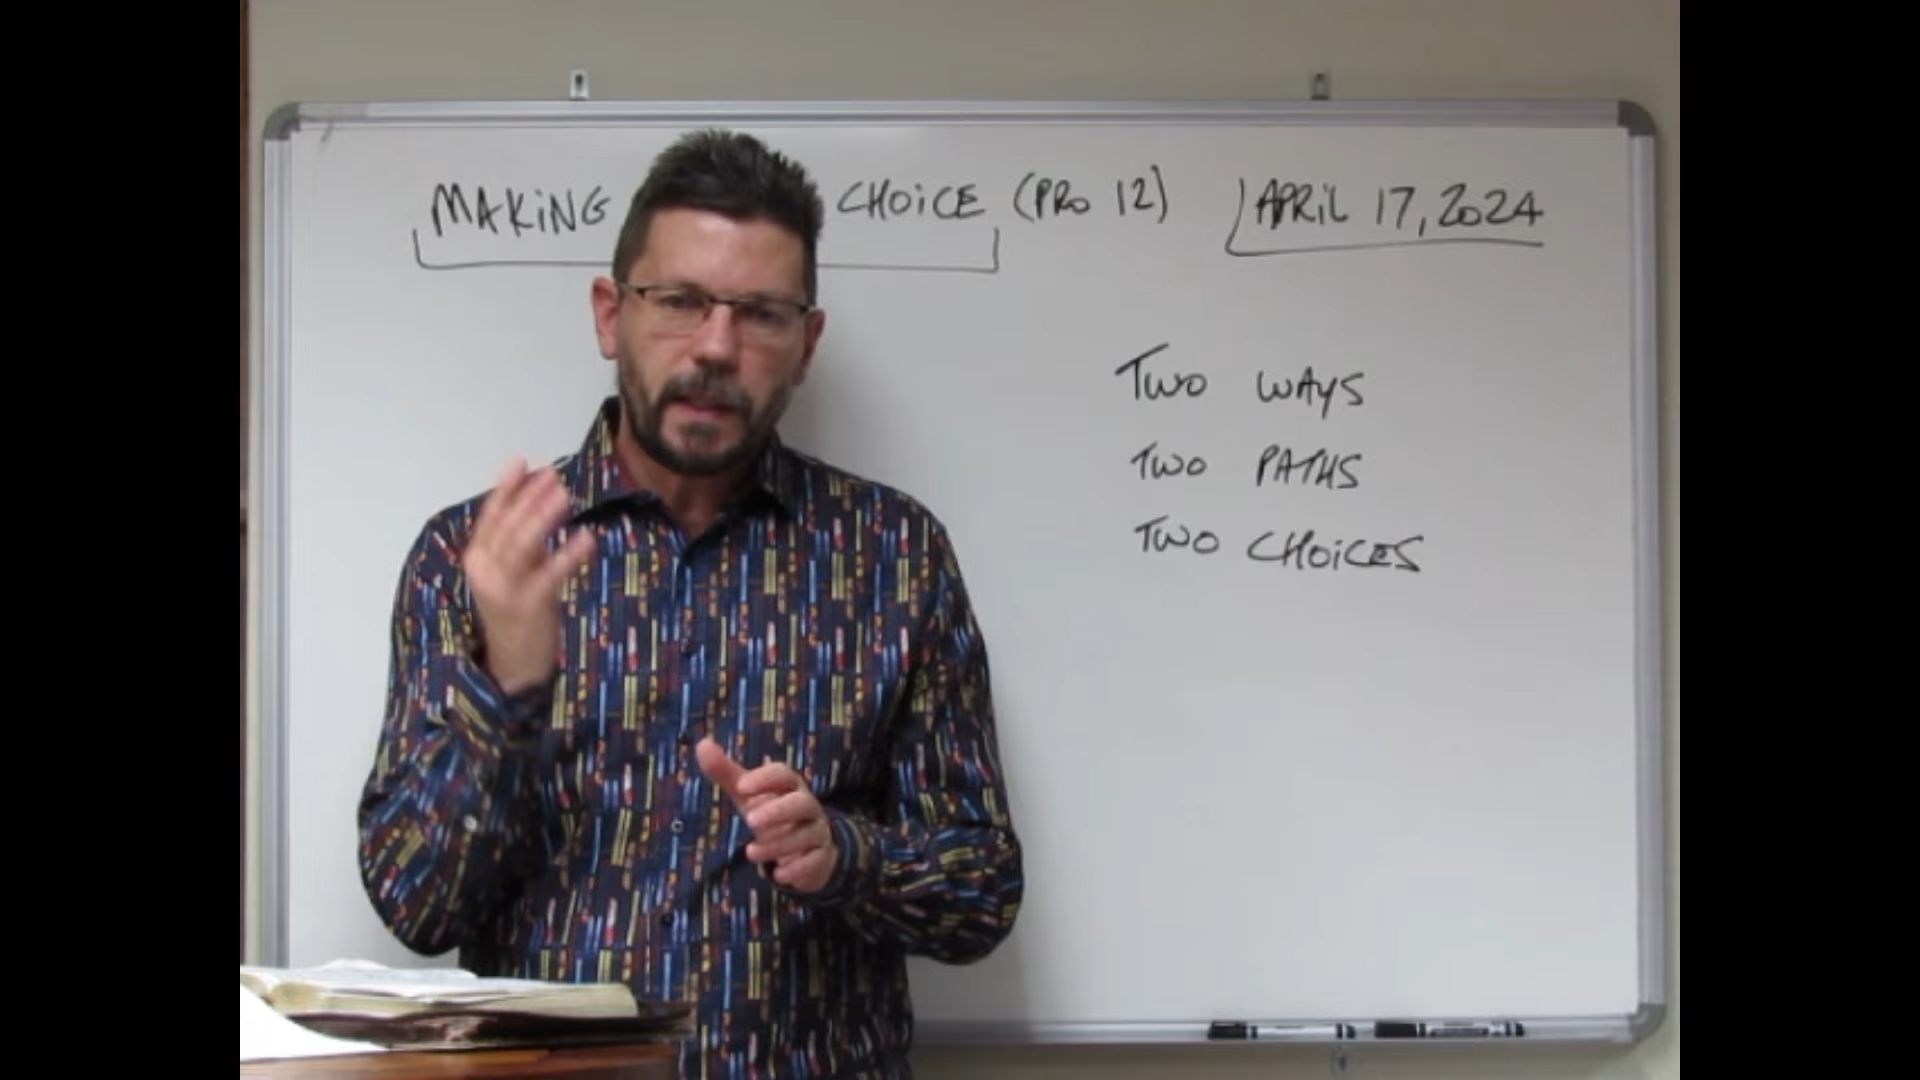 MAKiNG CHOiCE (PRO 12) APRiL 17, 2024
TWO WAYS
TWO PATHS
TWO CHOiCES